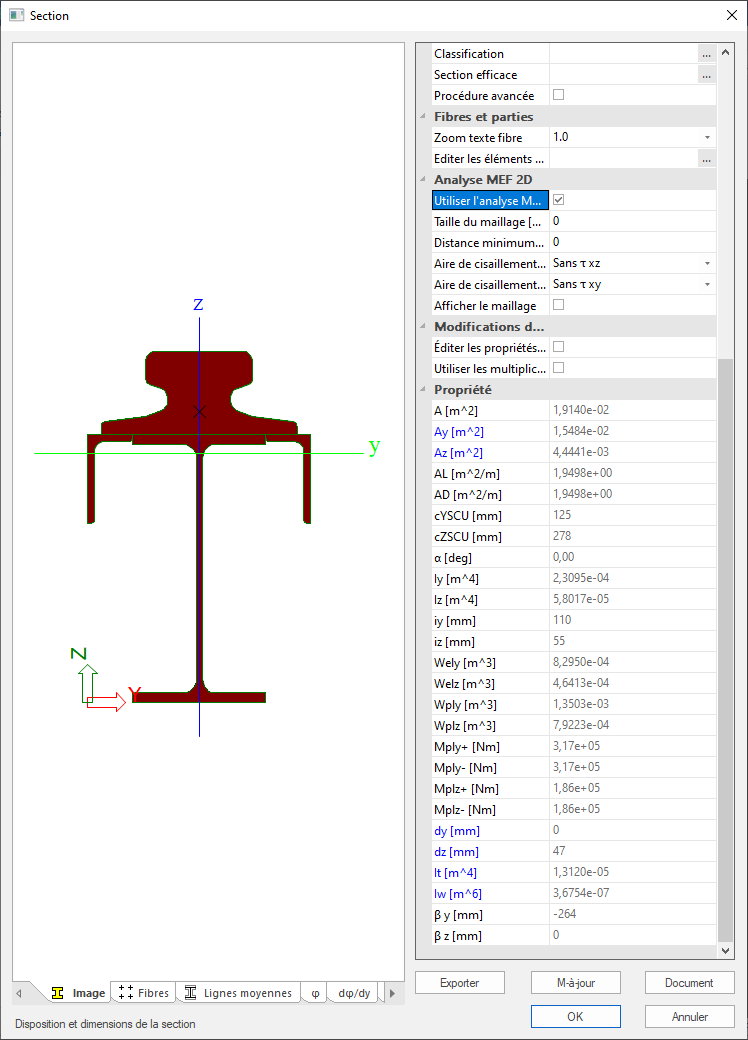 Section
z
y
Z
Y
Classification ...
Section efficace ...
Procédure avancée
Fibres et parties
Zoom texte fibre 1.0
Editer les éléments ... ...
Analyse MEF 2D
Utiliser l'analyse M...
Taille du maillage [... 0
Distance minimum... 0
Aire de cisaillement... Sans τ xz
Aire de cisaillement... Sans τ xy
Afficher le maillage
Modifications d...
Éditer les propriétés...
Utiliser les multiplic...
Propriété
A [m^2] 1,9140e-02
Ay [m^2] 1,5484e-02
Az [m^2] 4,4441e-03
AL [m^2/m] 1,9498e+00
AD [m^2/m] 1,9498e+00
cYSCU [mm] 125
cZSCU [mm] 278
α [deg] 0,00
Iy [m^4] 2,3095e-04
Iz [m^4] 5,8017e-05
iy [mm] 110
iz [mm] 55
Wely [m^3] 8,2950e-04
Welz [m^3] 4,6413e-04
Wply [m^3] 1,3503e-03
Wplz [m^3] 7,9223e-04
Mply+ [Nm] 3,17e+05
Mply- [Nm] 3,17e+05
Mplz+ [Nm] 1,86e+05
Mplz- [Nm] 1,86e+05
dy [mm] 0
dz [mm] 47
It [m^4] 1,3120e-05
Iw [m^6] 3,6754e-07
β y [mm] -264
β z [mm] 0
Image Fibres Lignes moyennes φ dφ/dy
Exporter M-à-jour Document
Disposition et dimensions de la section
OK Annuler